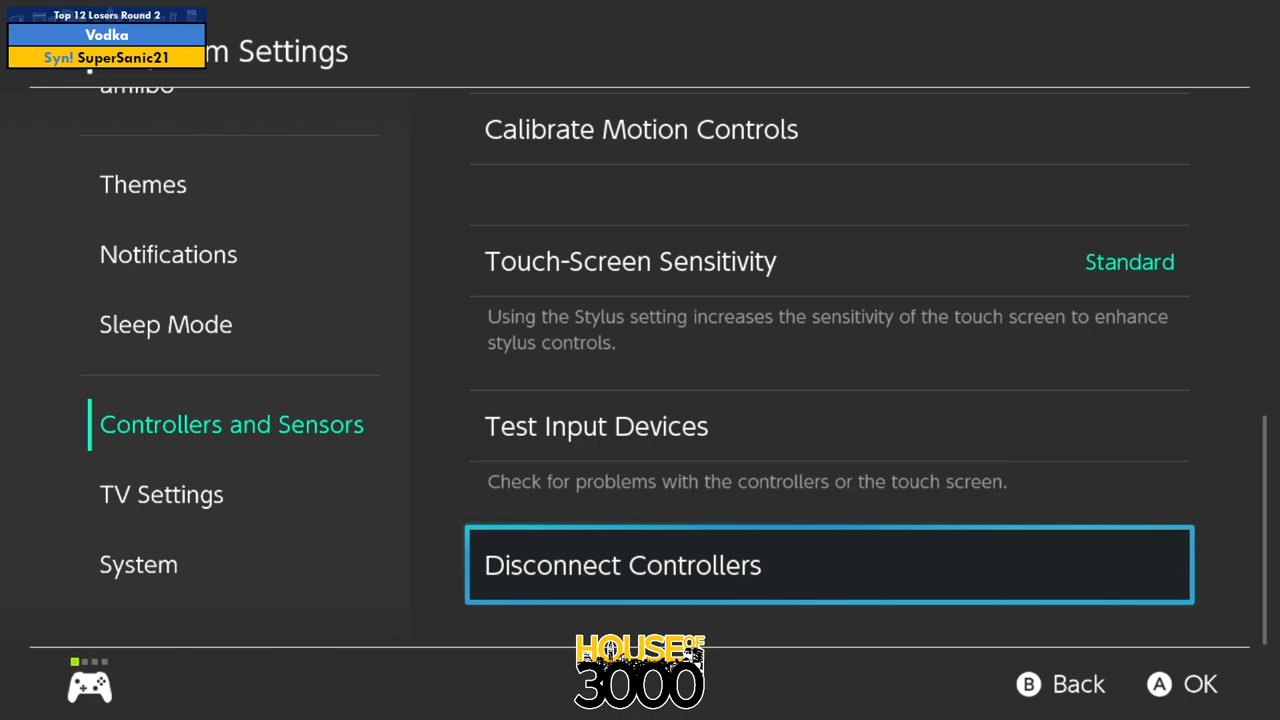 Top 12 Losers Round 2
Vodka
Syn! SuperSanic21
m Settings
amiibo
Themes
Notifications
Sleep Mode
Controllers and Sensors
TV Settings
System
Calibrate Motion Controls
Touch-Screen Sensitivity Standard
Using the Stylus setting increases the sensitivity of the touch screen to enhance
stylus controls.
Test Input Devices
Check for problems with the controllers or the touch screen.
Disconnect Controllers
HOUSE OF
3000
B Back A OK